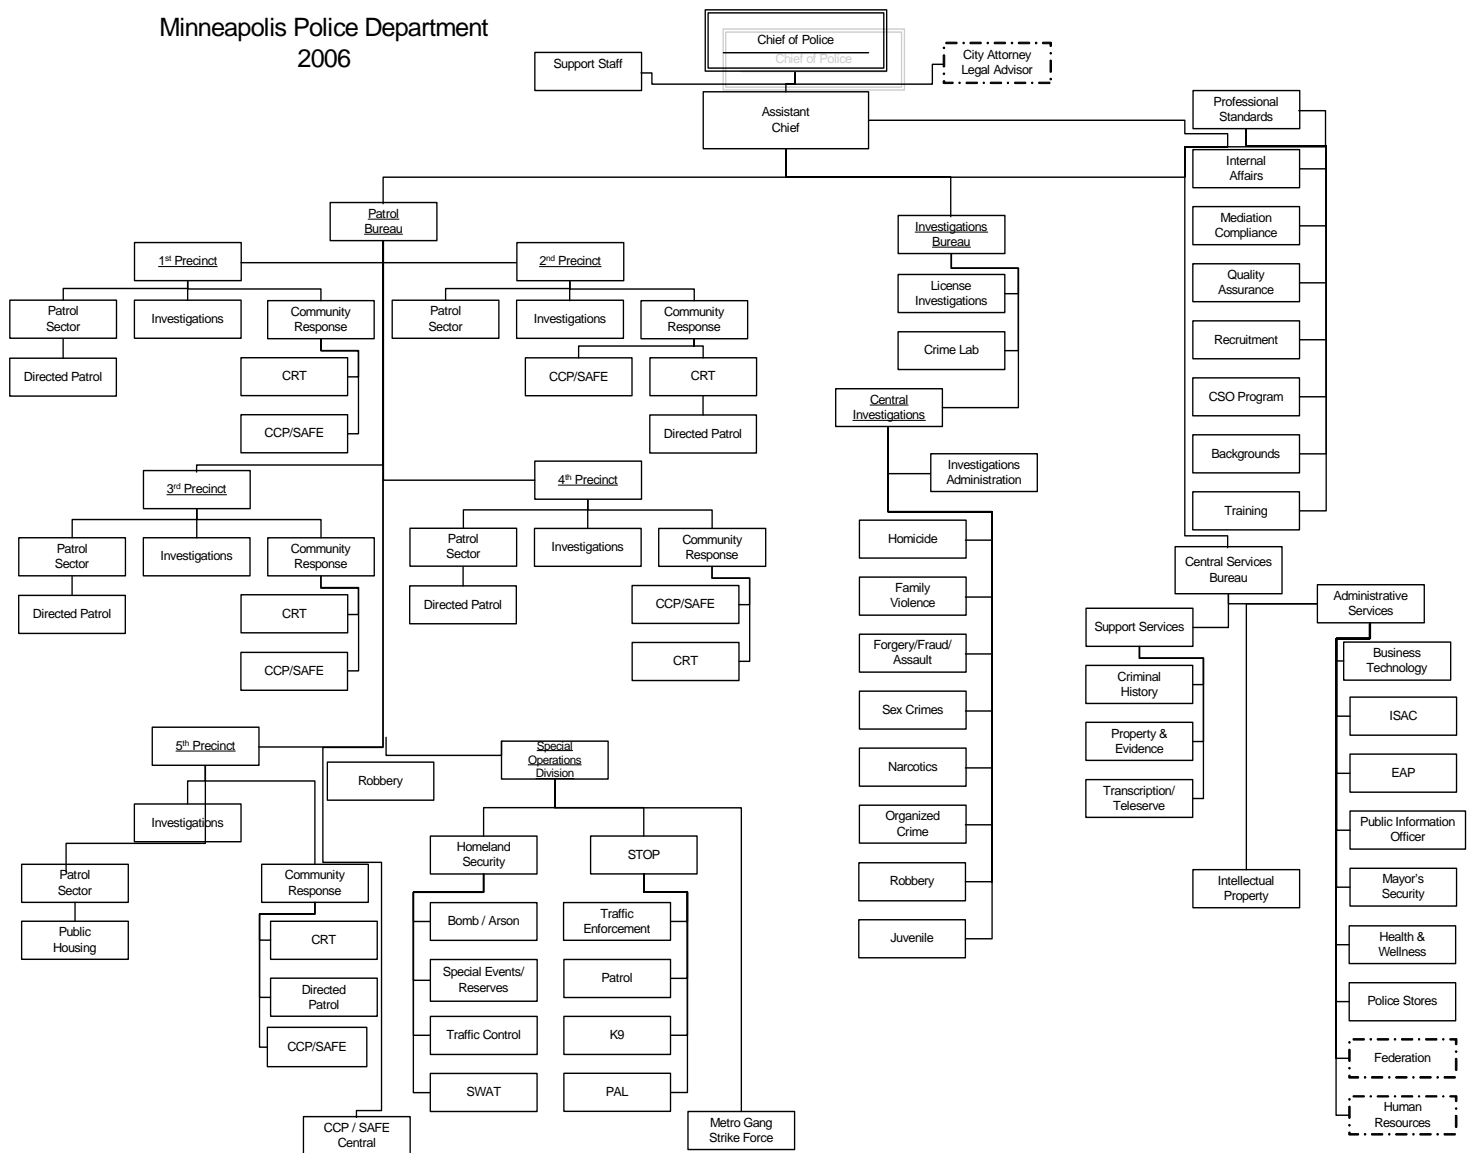 Minneapolis Police Department
2006
Chief of Police
Chief of Police
Support Staff
City Attorney
Legal Advisor
Assistant
Chief
Professional
Standards
Internal
Affairs
Mediation
Compliance
Quality
Assurance
Recruitment
CSO Program
Backgrounds
Training
Patrol
Bureau
1st Precinct
Patrol
Sector
Investigations
Community
Response
Directed Patrol
CRT
CCP/SAFE
2nd Precinct
Patrol
Sector
Investigations
Community
Response
CCP/SAFE
CRT
Directed Patrol
3rd Precinct
Patrol
Sector
Investigations
Community
Response
Directed Patrol
CRT
CCP/SAFE
4th Precinct
Patrol
Sector
Investigations
Community
Response
Directed Patrol
CCP/SAFE
CRT
5th Precinct
Investigations
Patrol
Sector
Public
Housing
Community
Response
CRT
Directed
Patrol
CCP/SAFE
Robbery
CCP / SAFE
Central
Special
Operations
Division
Homeland
Security
Bomb / Arson
Special Events/
Reserves
Traffic Control
SWAT
STOP
Traffic
Enforcement
Patrol
K9
PAL
Metro Gang
Strike Force
Investigations
Bureau
License
Investigations
Crime Lab
Central
Investigations
Investigations
Administration
Homicide
Family
Violence
Forgery/Fraud/
Assault
Sex Crimes
Narcotics
Organized
Crime
Robbery
Juvenile
Central Services
Bureau
Support Services
Criminal
History
Property &
Evidence
Transcription/
Teleserve
Intellectual
Property
Administrative
Services
Business
Technology
ISAC
EAP
Public Information
Officer
Mayor's
Security
Health &
Wellness
Police Stores
Federation
Human
Resources